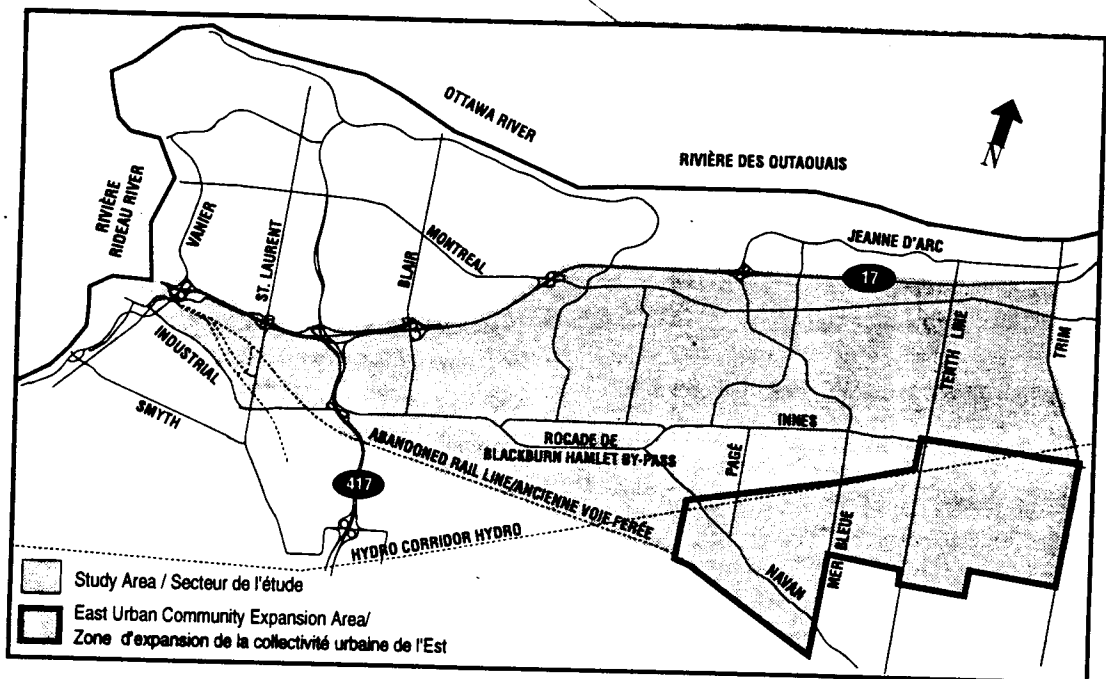 OTTAWA RIVER
RIVIÈRE DES OUTAOUAIS
N
RIVIÈRE
RIDEAU RIVER
VANIER
ST. LAURENT
BLAIR
MONTREAL
JEANNE D'ARC
17
TENTH LINE
TRIM
INDUSTRIAL
SMYTH
INNES
ROCADE DE
BLACKBURN HAMLET BY-PASS
PAGÉ
ABANDONED RAIL LINE/ANCIENNE VOIE FERÉE
417
HYDRO CORRIDOR HYDRO
NAVAN
MER BLEUE
Study Area / Secteur de l'étude
East Urban Community Expansion Area/
Zone d'expansion de la collectivité urbaine de l'Est